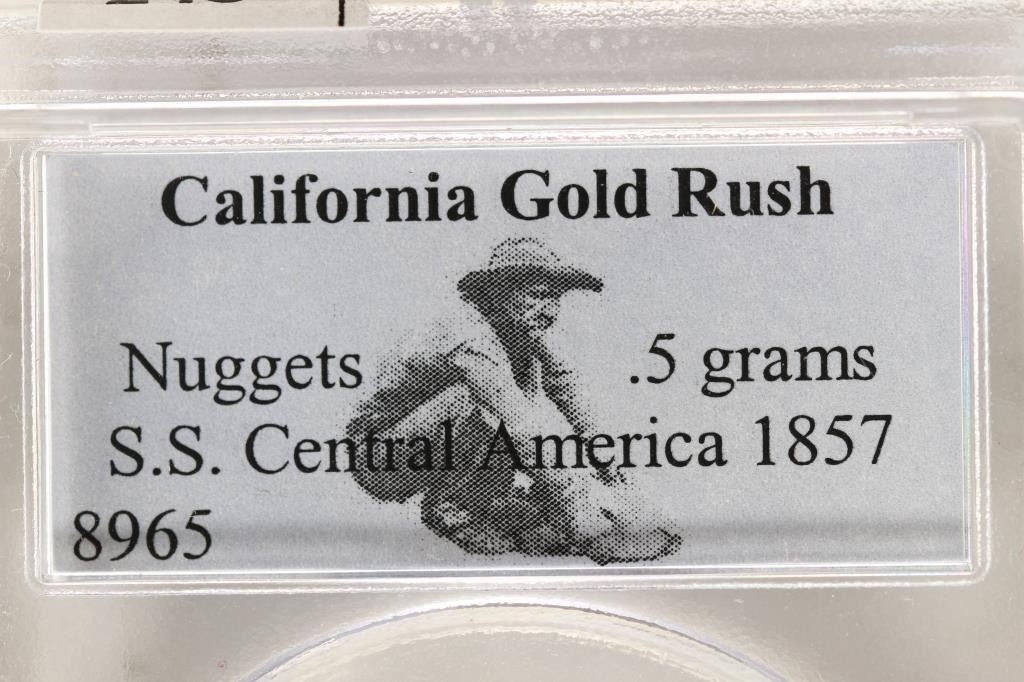 California Gold Rush
Nuggets .5 grams
S.S. Central America 1857
8965